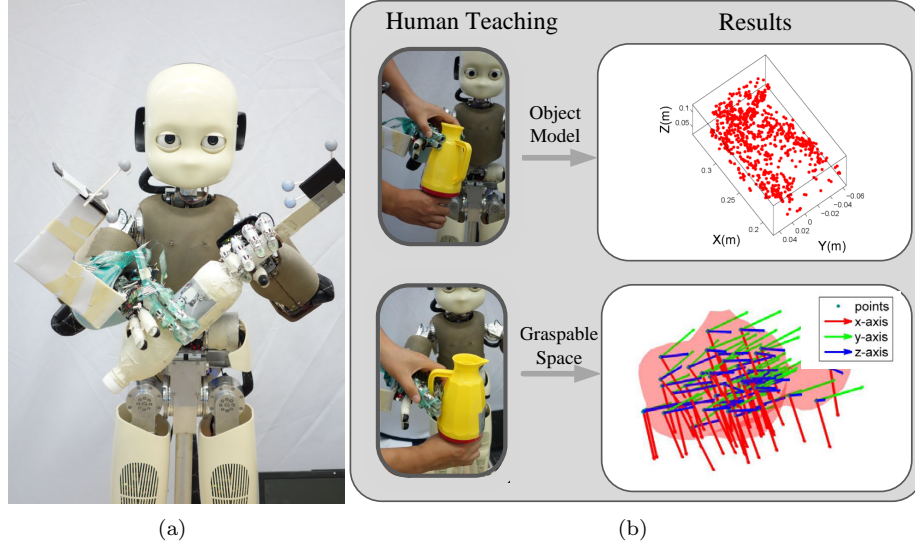 Human Teaching
Results
Object
Model
Z(m)
0.1
0.05
0.3
0.25
0.2
X(m)
0.04
0.02
0
−0.02
−0.04
−0.06
Y(m)
Graspable
Space
points
x-axis
y-axis
z-axis
(a)
(b)